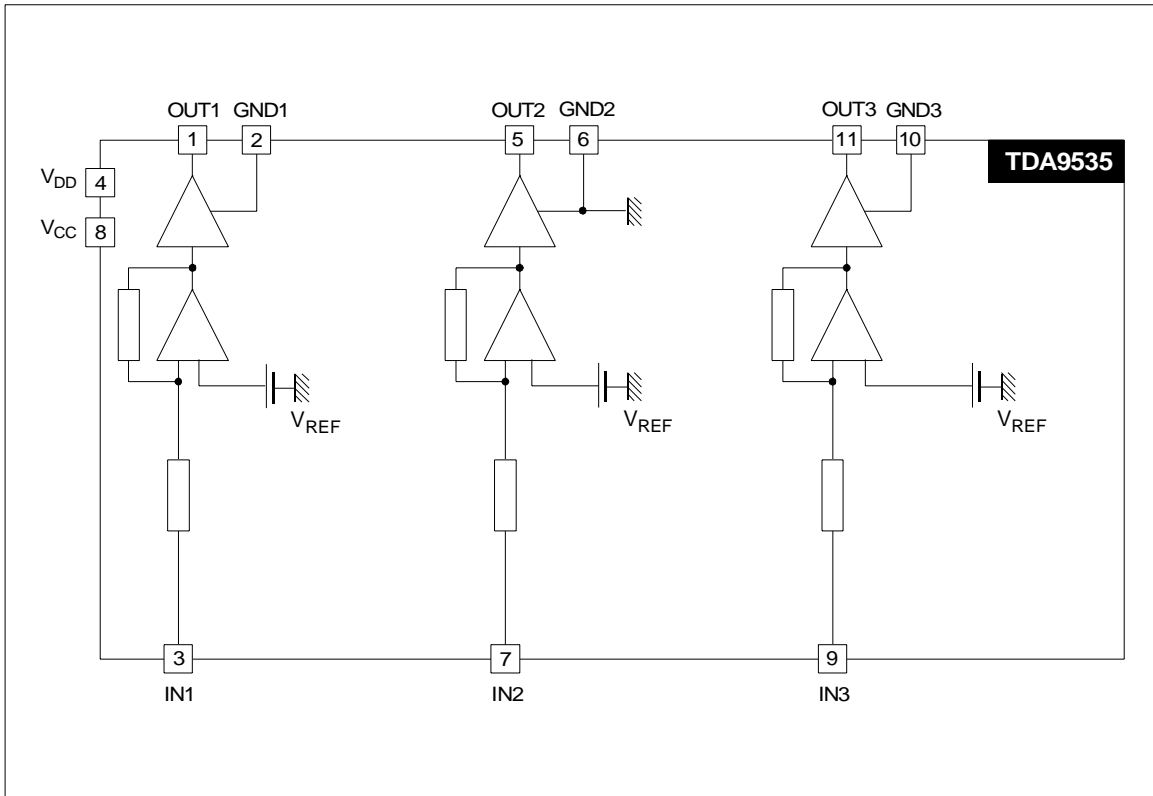 OUT1 GND1 OUT2 GND2 OUT3 GND3
1 2 5 6 11 10
TDA9535
VDD 4
VCC 8
VREF VREF VREF
3 7 9
IN1 IN2 IN3